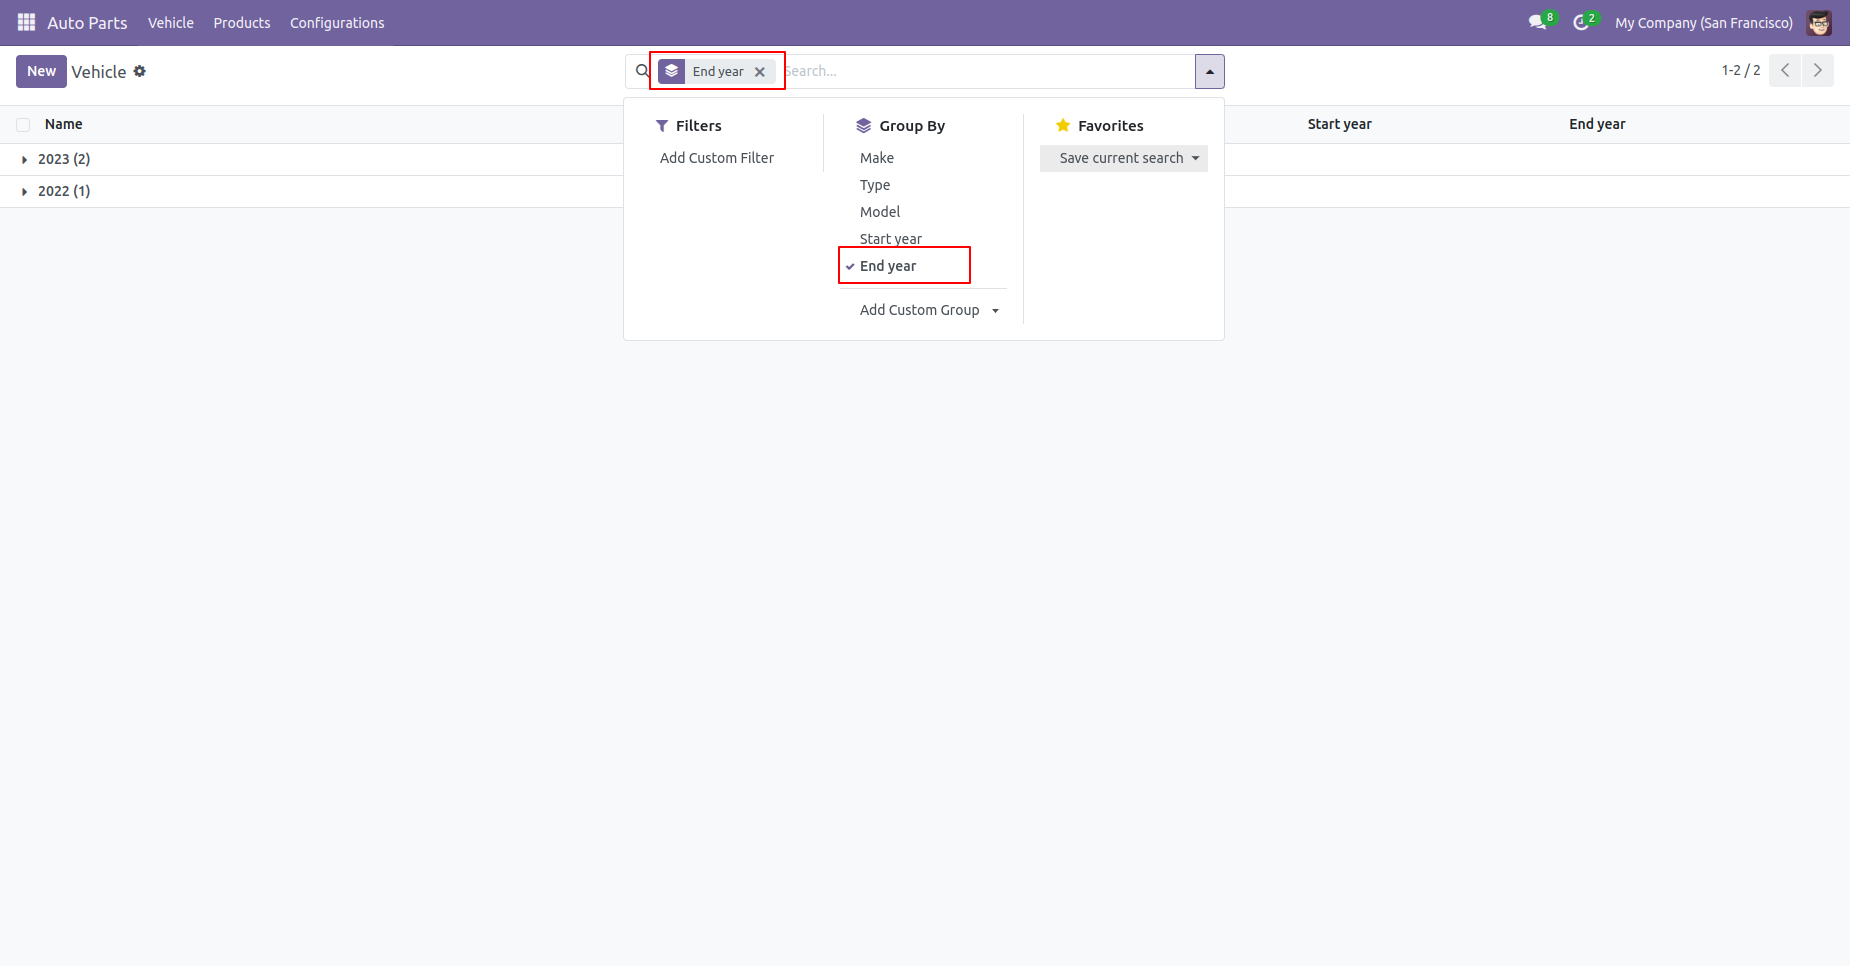 Auto Parts Vehicle Products Configurations 8 2 My Company (San Francisco)
New Vehicle End year Search... 1-2 / 2
Name Start year End year
2023 (2)
2022 (1)
Filters
Add Custom Filter
Group By
Make
Type
Model
Start year
End year
Add Custom Group
Favorites
Save current search